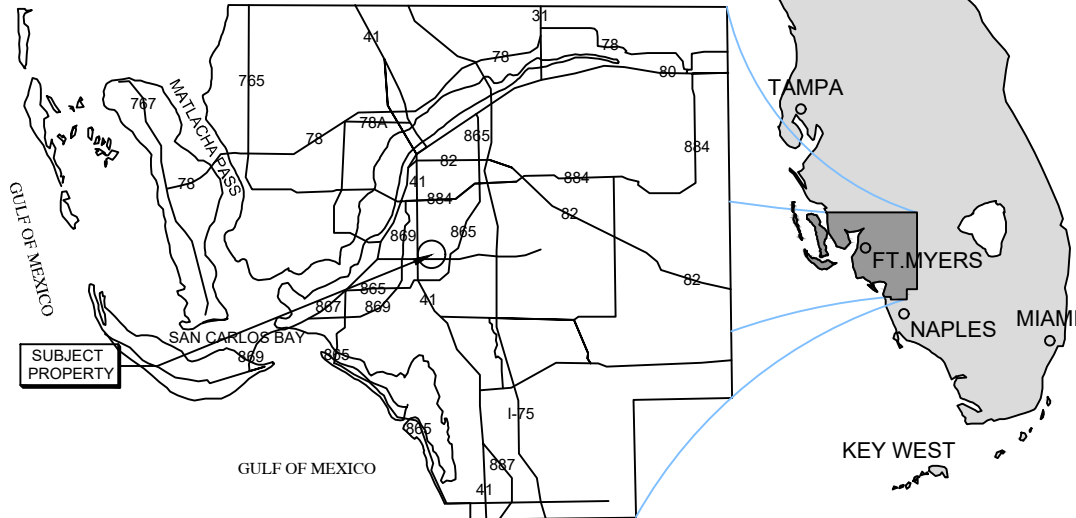 31
41
78
78
80
765
TAMPA
MATLACHA PASS
767
78A
865
78
82
884
78
41
884
884
82
GULF OF MEXICO
869
865
FT.MYERS
82
865
867
869
41
NAPLES
MIAMI
SAN CARLOS BAY
SUBJECT
PROPERTY
869
865
I-75
865
KEY WEST
GULF OF MEXICO
887
41